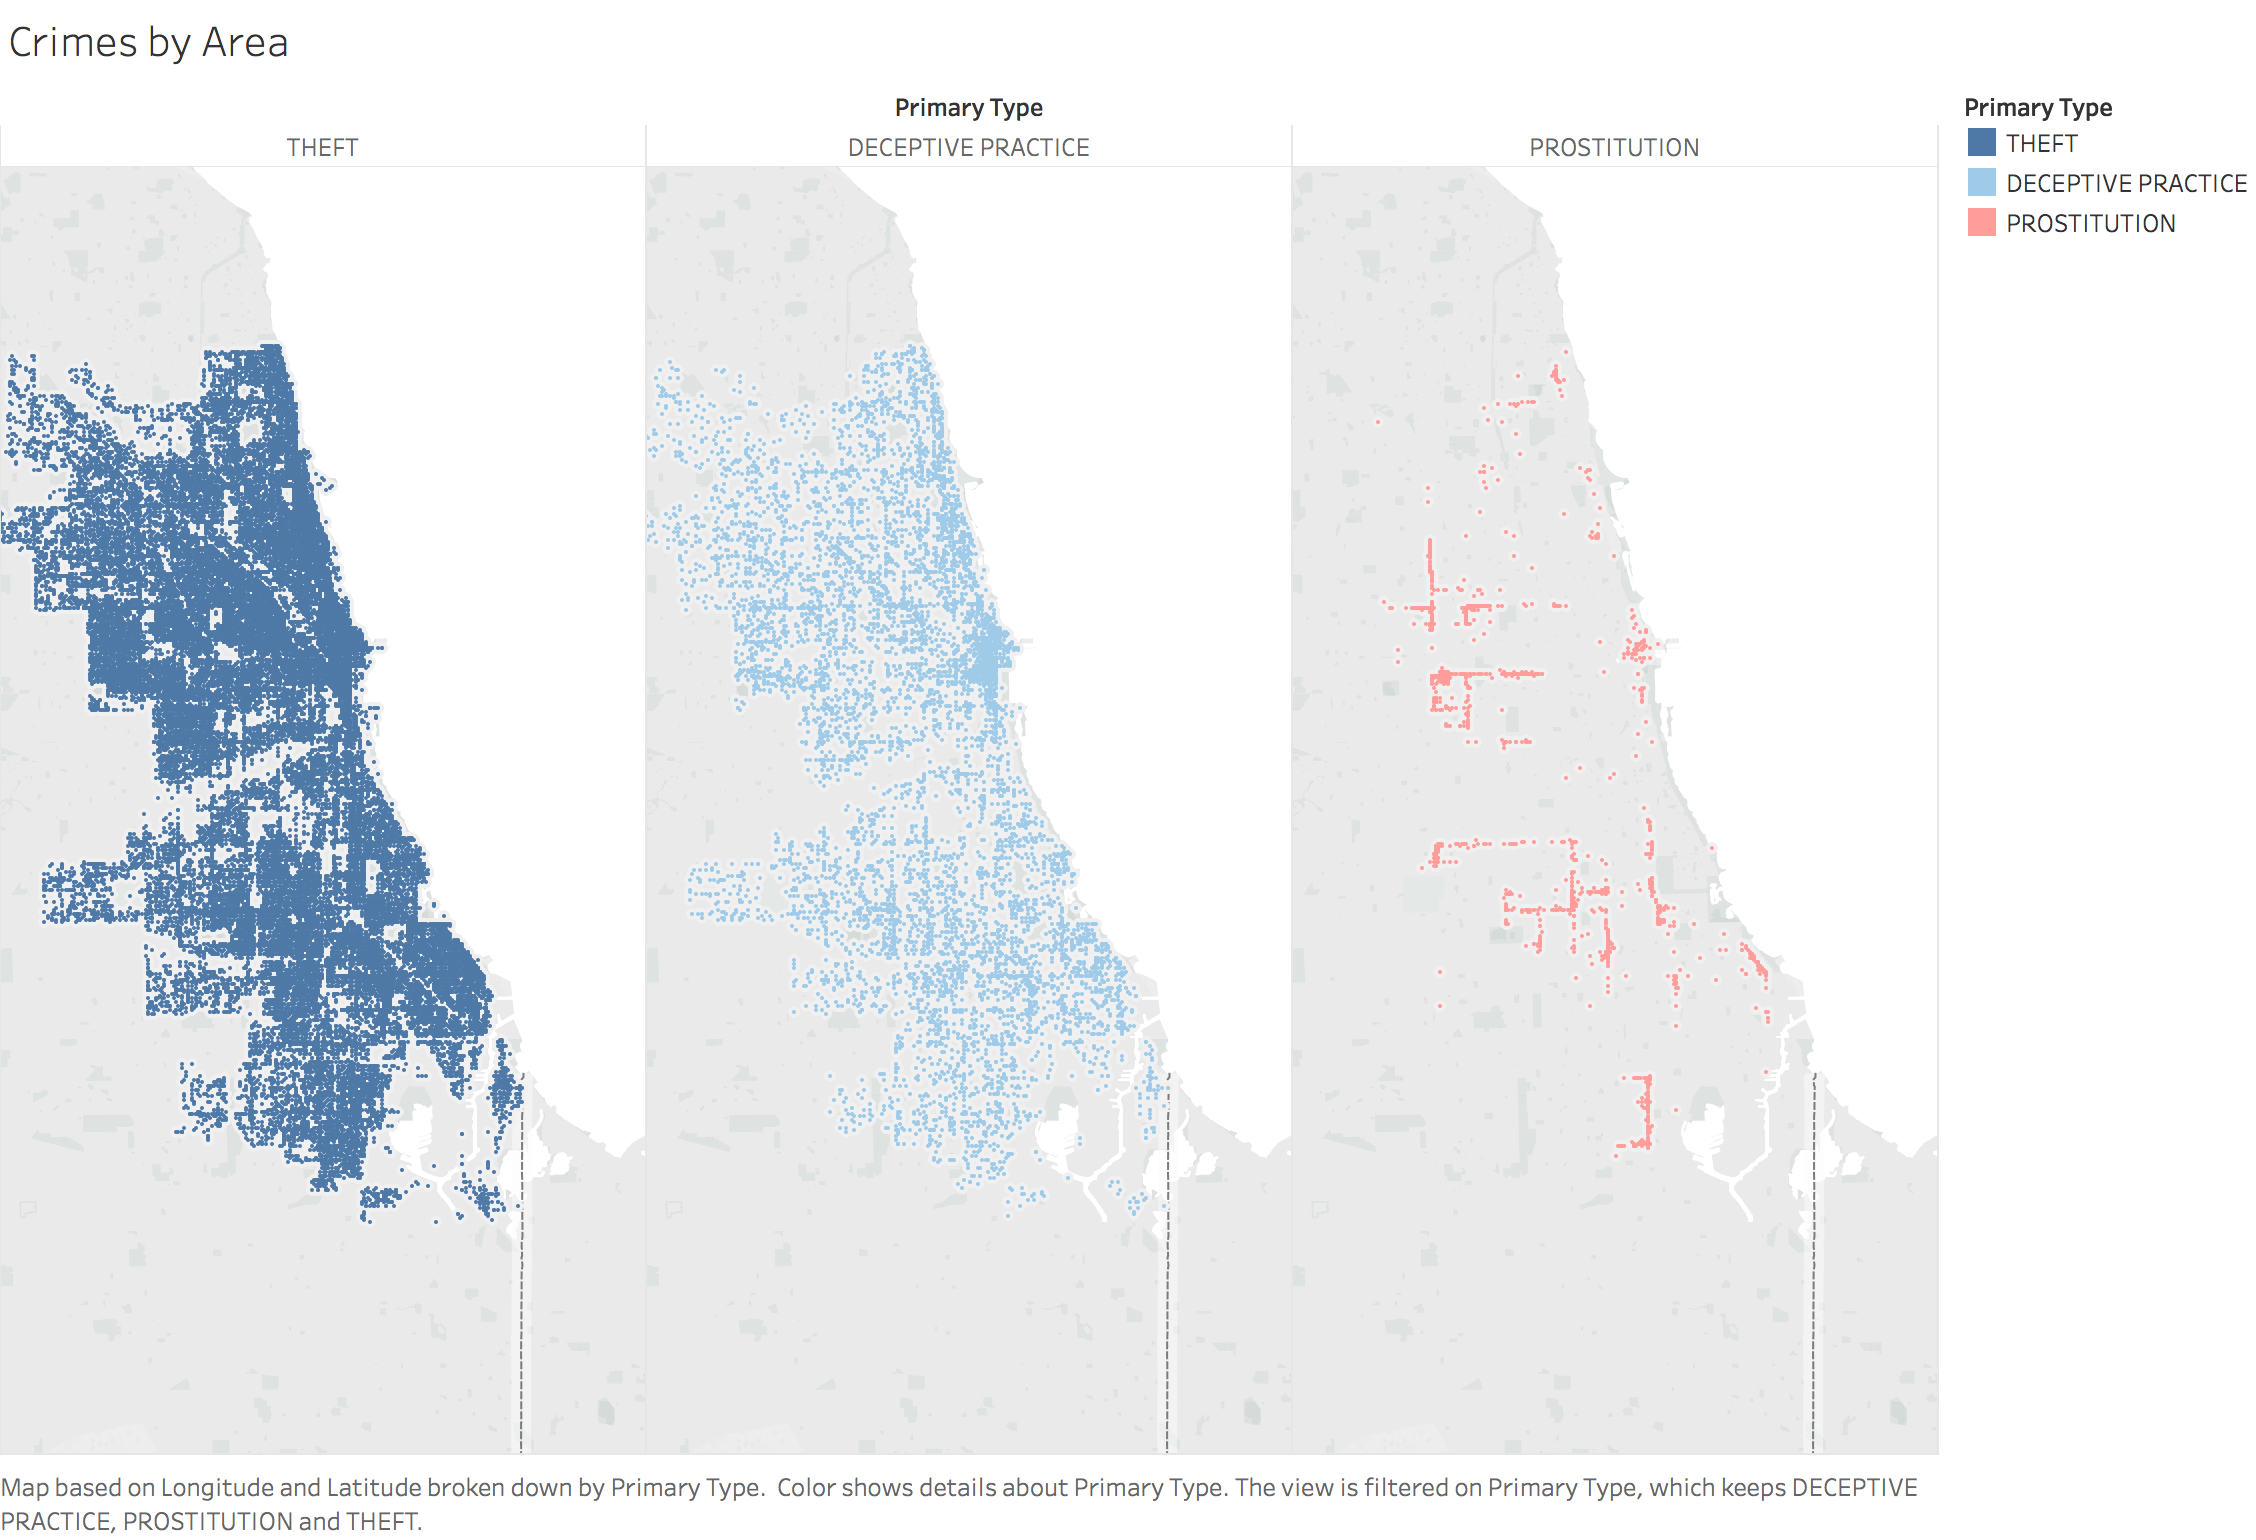 Crimes by Area
Primary Type
THEFT
DECEPTIVE PRACTICE
PROSTITUTION
Primary Type
THEFT
DECEPTIVE PRACTICE
PROSTITUTION
Map based on Longitude and Latitude broken down by Primary Type.  Color shows details about Primary Type. The view is filtered on Primary Type, which keeps DECEPTIVE
PRACTICE, PROSTITUTION and THEFT.